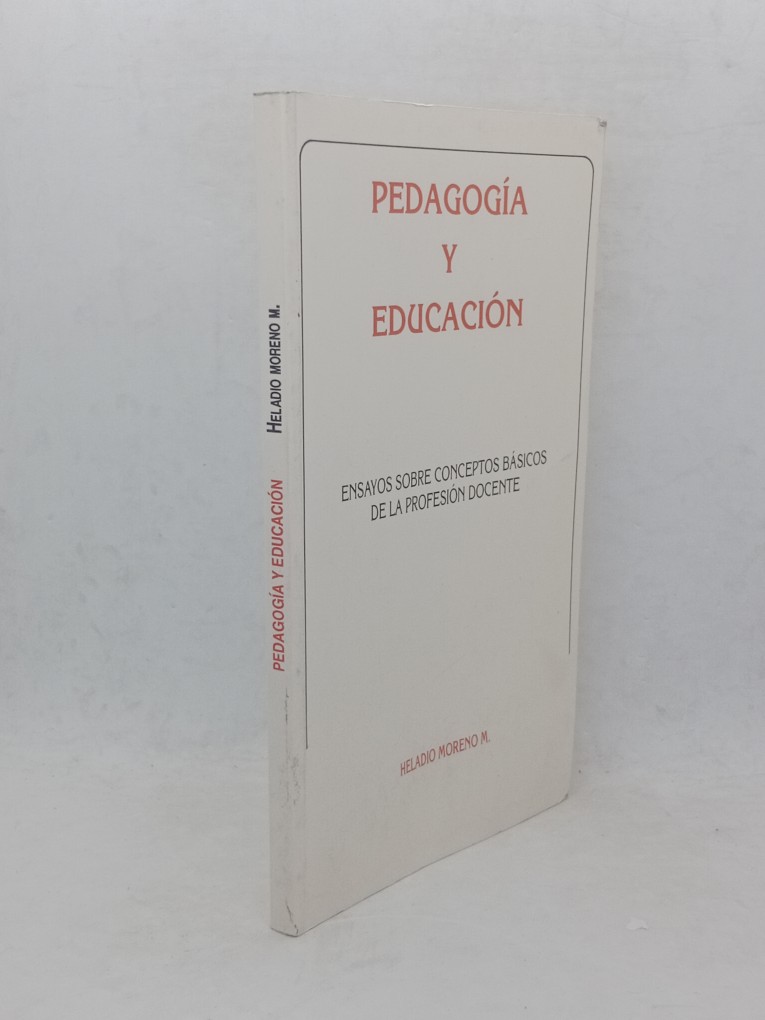 PEDAGOGÍA
Y
EDUCACIÓN
ENSAYOS SOBRE CONCEPTOS BÁSICOS
DE LA PROFESIÓN DOCENTE
HELADIO MORENO M.
PEDAGOGÍA Y EDUCACIÓN HELADIO MORENO M.